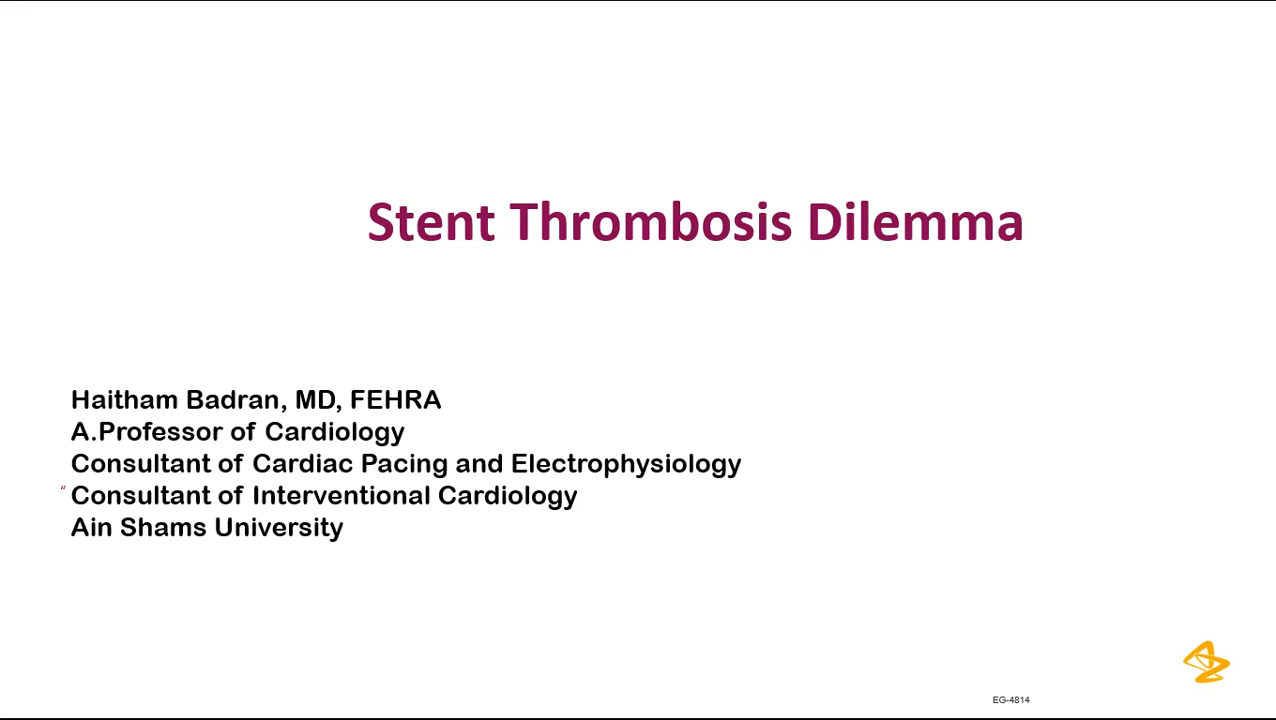 Stent Thrombosis Dilemma
Haitham Badran, MD, FEHRA
A.Professor of Cardiology
Consultant of Cardiac Pacing and Electrophysiology
“Consultant of Interventional Cardiology
Ain Shams University
EG-4814